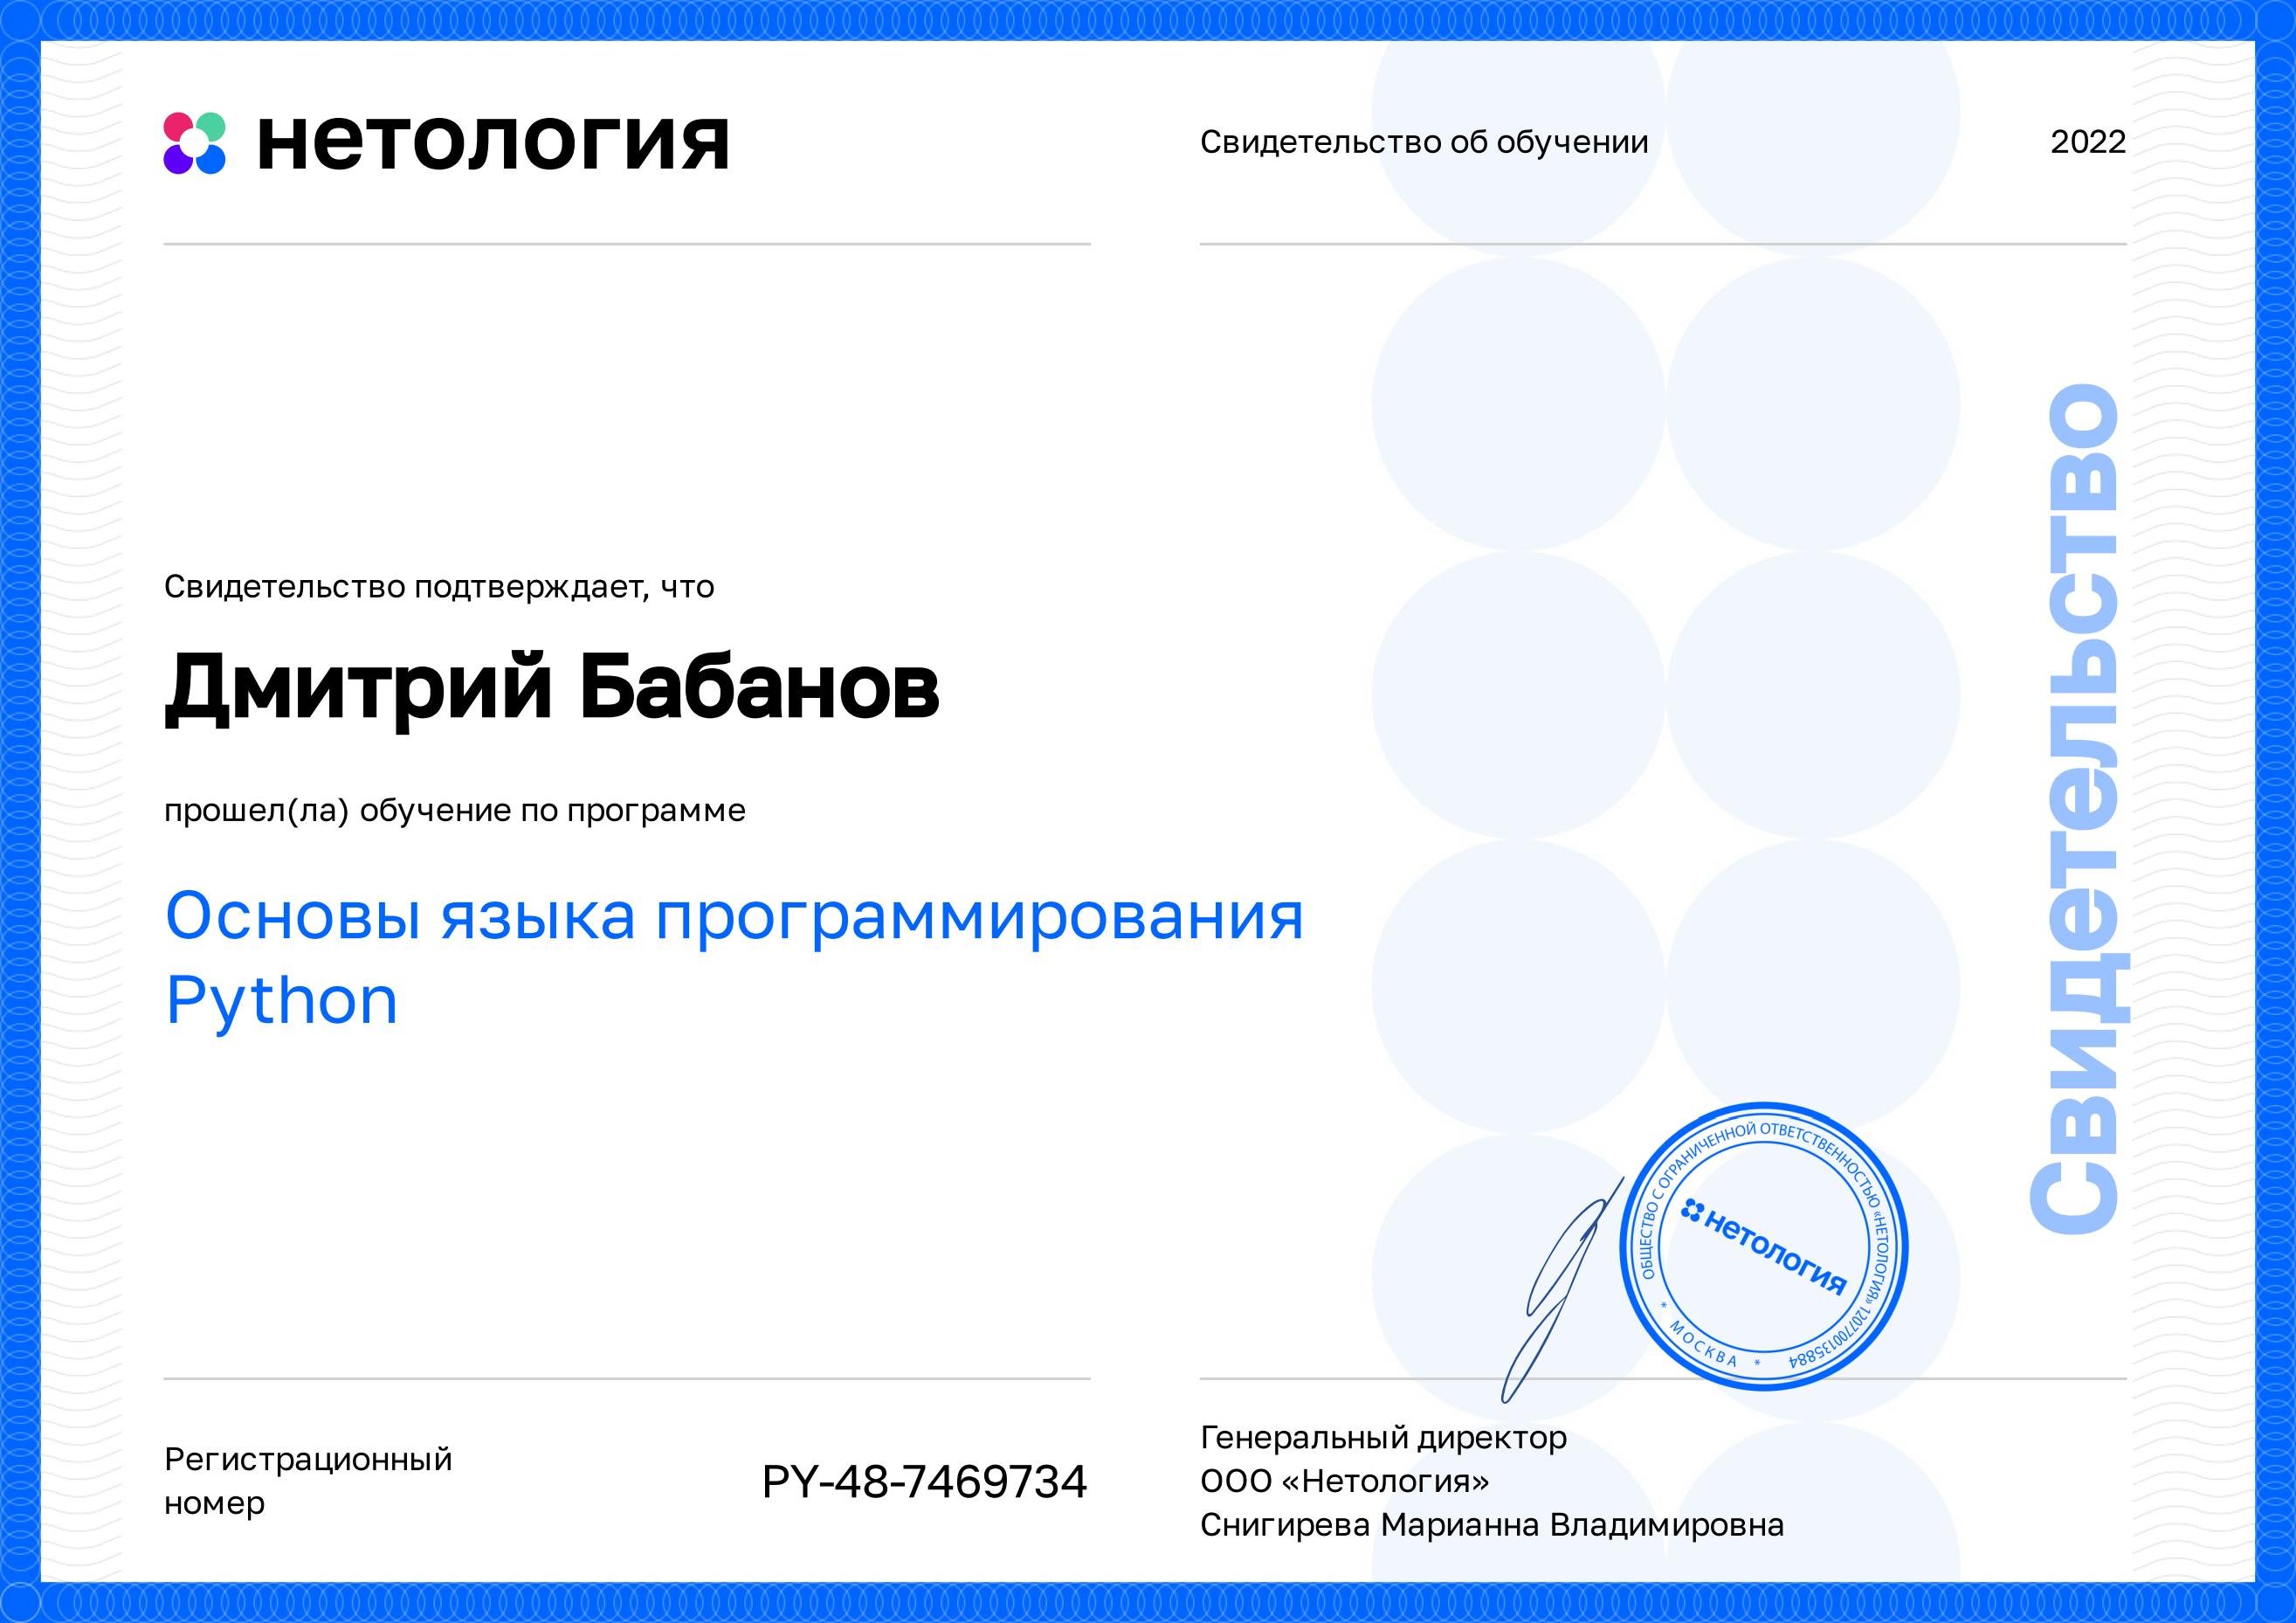 нетология
Свидетельство об обучении
2022
Свидетельство подтверждает, что
Дмитрий Бабанов
прошел(ла) обучение по программе
Основы языка программирования
Python
Свидетельство
ОБЩЕСТВО С ОГРАНИЧЕННОЙ ОТВЕТСТВЕННОСТЬЮ «НЕТОЛОГИЯ» 1207700135884
* МОСКВА *
нетология
Регистрационный
номер
PY-48-7469734
Генеральный директор
ООО «Нетология»
Снигирева Марианна Владимировна